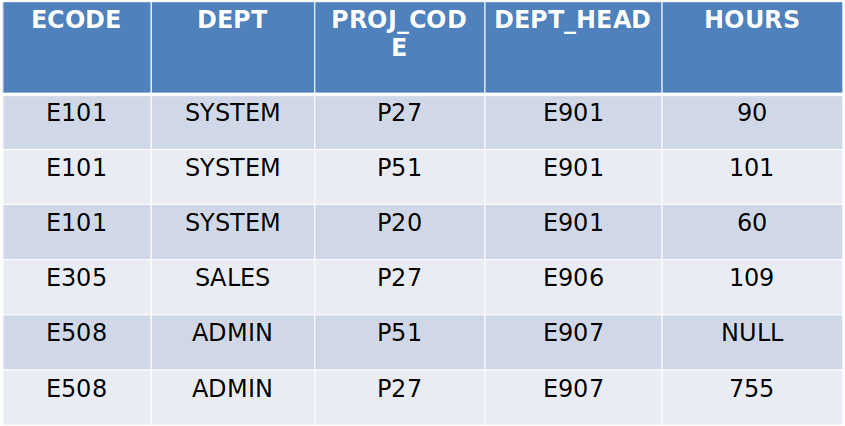 ECODE DEPT PROJ_COD DEPT_HEAD HOURS
E
E101 SYSTEM P27 E901 90
E101 SYSTEM P51 E901 101
E101 SYSTEM P20 E901 60
E305 SALES P27 E906 109
E508 ADMIN P51 E907 NULL
E508 ADMIN P27 E907 755